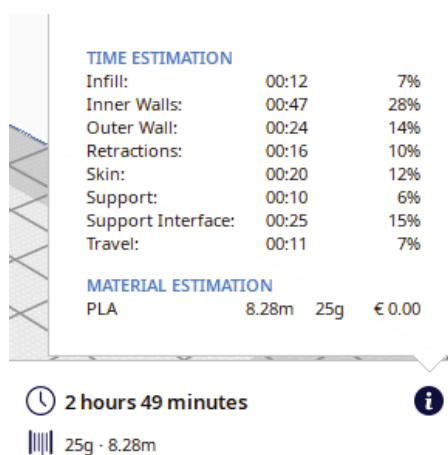 TIME ESTIMATION
Infill: 00:12 7%
Inner Walls: 00:47 28%
Outer Wall: 00:24 14%
Retractions: 00:16 10%
Skin: 00:20 12%
Support: 00:10 6%
Support Interface: 00:25 15%
Travel: 00:11 7%
MATERIAL ESTIMATION
PLA 8.28m 25g € 0.00
2 hours 49 minutes
25g · 8.28m